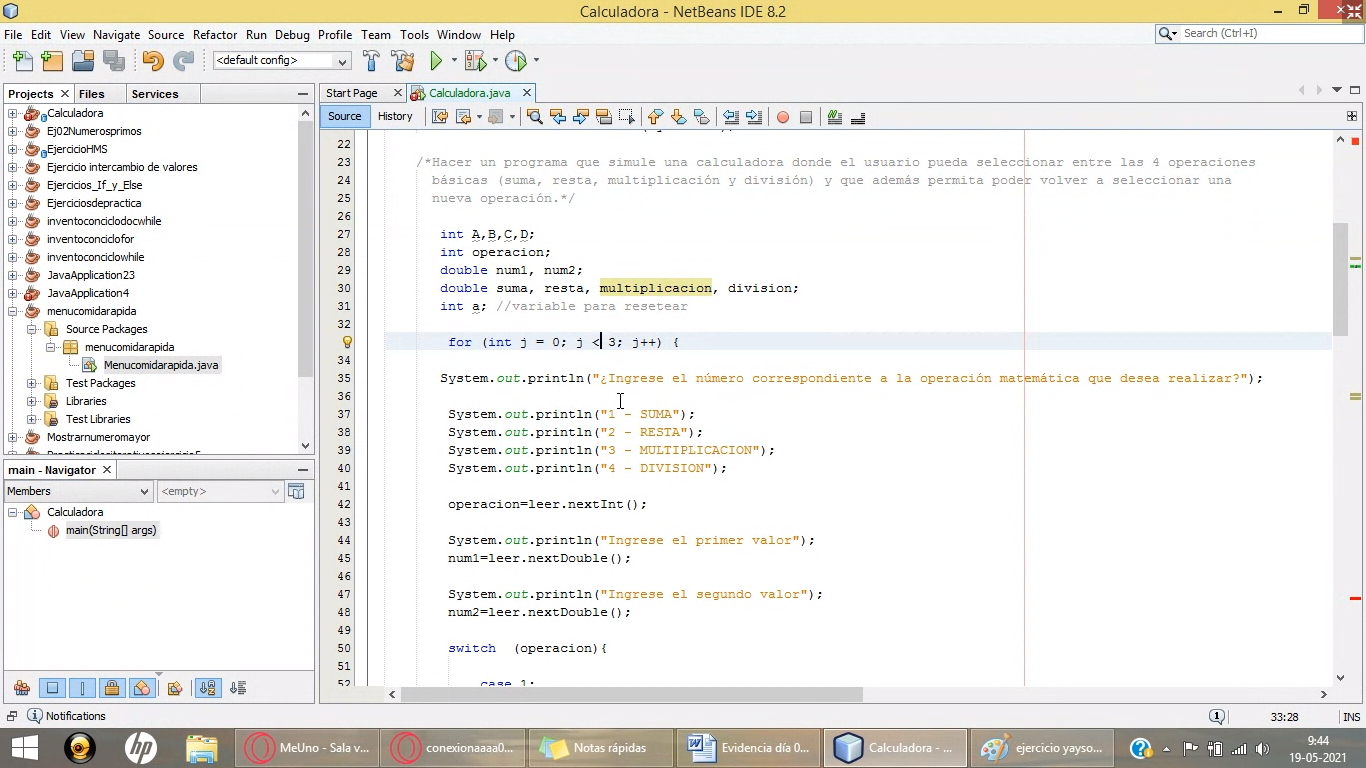 Calculadora - NetBeans IDE 8.2
File Edit View Navigate Source Refactor Run Debug Profile Team Tools Window Help
Search (Ctrl+I)
<default config>
Projects Files Services
Start Page Calculadora.java
Source History
Calculadora
Ej02Numerosprimos
EjercicioHMS
Ejercicio intercambio de valores
Ejercicios_If_y_Else
Ejerciciosdepractica
inventoconciclodocwhile
inventoconciclofor
inventoconciclowhile
JavaApplication23
JavaApplication4
menucomidarapida
Source Packages
menucomidarapida
Menucomidarapida.java
Test Packages
Libraries
Test Libraries
Mostrarnumeromayor
main - Navigator
Members <empty>
Calculadora
main(String[] args)
22
23 /*Hacer un programa que simule una calculadora donde el usuario pueda seleccionar entre las 4 operaciones
24 básicas (suma, resta, multiplicación y división) y que además permita poder volver a seleccionar una
25 nueva operación.*/
26
27 int A,B,C,D;
28 int operacion;
29 double num1, num2;
30 double suma, resta, multiplicacion, division;
31 int a; //variable para resetear
32
for (int j = 0; j < 3; j++) {
34
35 System.out.println("¿Ingrese el número correspondiente a la operación matemática que desea realizar?");
36
37 System.out.println("1 - SUMA");
38 System.out.println("2 - RESTA");
39 System.out.println("3 - MULTIPLICACION");
40 System.out.println("4 - DIVISION");
41
42 operacion=leer.nextInt();
43
44 System.out.println("Ingrese el primer valor");
45 num1=leer.nextDouble();
46
47 System.out.println("Ingrese el segundo valor");
48 num2=leer.nextDouble();
49
50 switch (operacion){
51
52 case 1:
Notifications
1 33:28 INS
MeUno - Sala v...
conexionaaaa0...
Notas rápidas
Evidencia día 0...
Calculadora - ...
ejercicio yayso...
9:44
19-05-2021